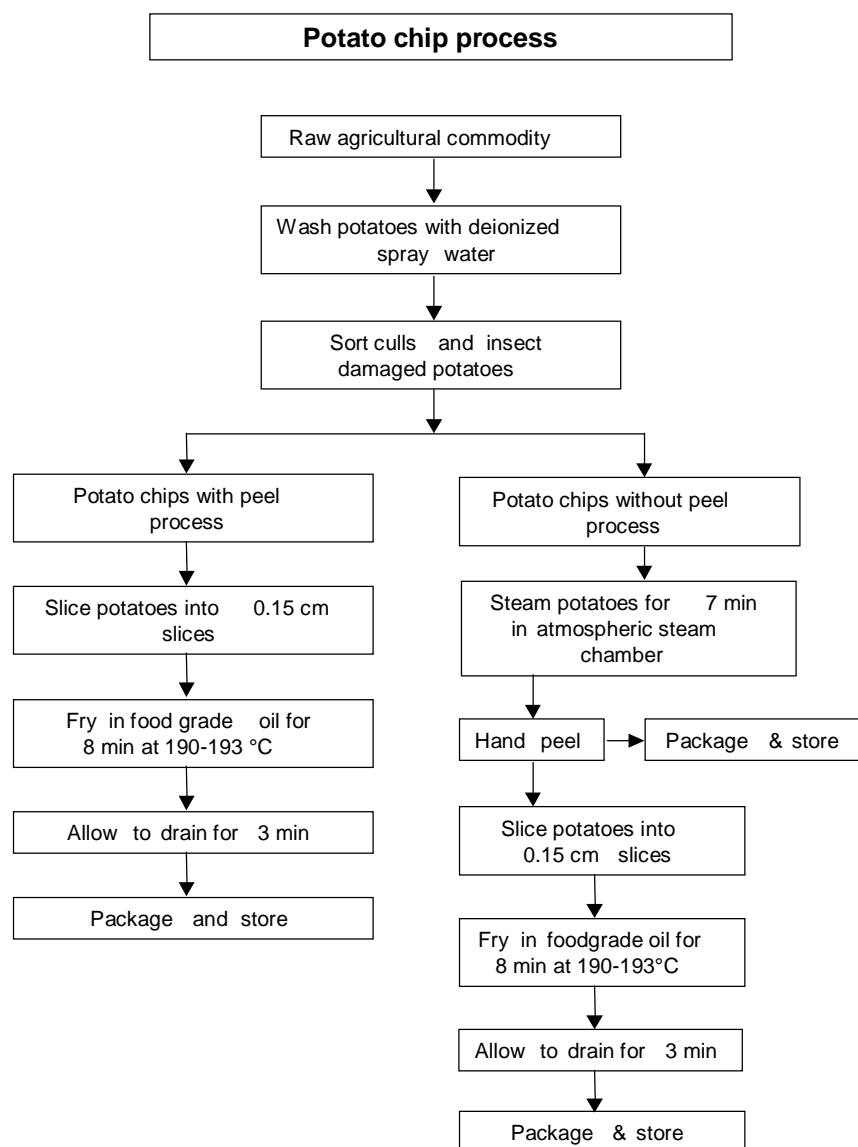 Potato chip process
Raw agricultural commodity
Wash potatoes with deionized
spray water
Sort culls and insect
damaged potatoes
Potato chips with peel
process
Slice potatoes into 0.15 cm
slices
Fry in food grade oil for
8 min at 190-193 °C
Allow to drain for 3 min
Package and store
Potato chips without peel
process
Steam potatoes for 7 min
in atmospheric steam
chamber
Hand peel
Package & store
Slice potatoes into
0.15 cm slices
Fry in foodgrade oil for
8 min at 190-193°C
Allow to drain for 3 min
Package & store